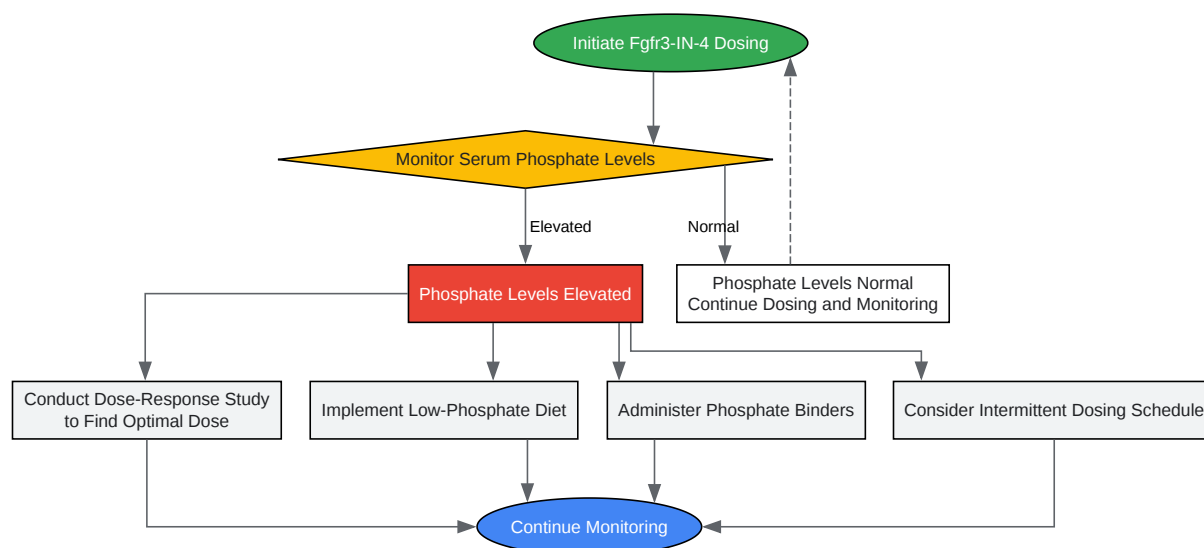 Initiate Fgfr3-IN-4 Dosing
Monitor Serum Phosphate Levels
Elevated
Normal
Phosphate Levels Elevated
Phosphate Levels Normal
Continue Dosing and Monitoring
Conduct Dose-Response Study
to Find Optimal Dose
Implement Low-Phosphate Diet
Administer Phosphate Binders
Consider Intermittent Dosing Schedule
Continue Monitoring